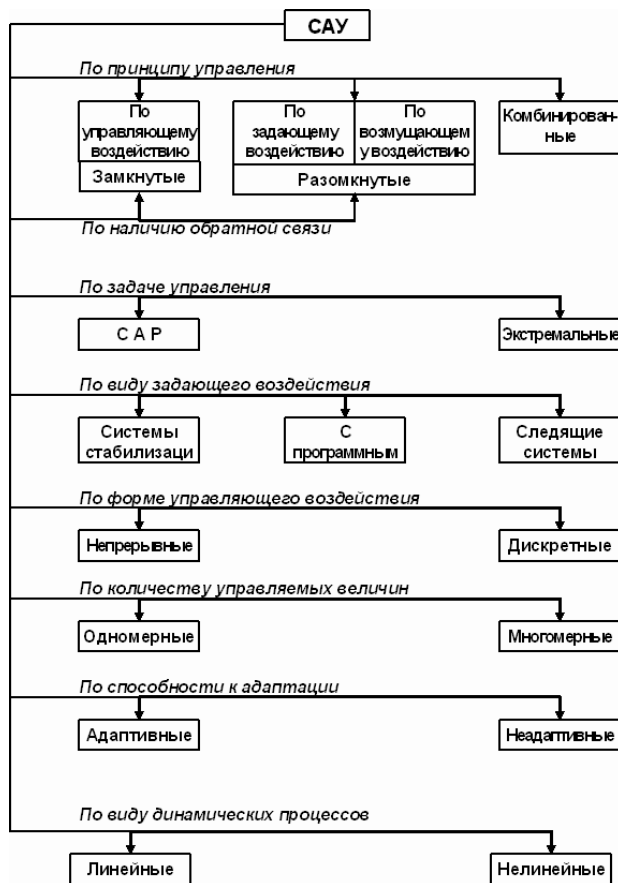 САУ
По принципу управления
По
управляющему
воздействию
Замкнутые
По
задающему
воздействию
По
возмущающем
у воздействию
Разомкнутые
Комбинирован-
ные
По наличию обратной связи
По задаче управления
С А Р
Экстремальные
По виду задающего воздействия
Системы
стабилизаци
С
программным
Следящие
системы
По форме управляющего воздействия
Непрерывные
Дискретные
По количеству управляемых величин
Одномерные
Многомерные
По способности к адаптации
Адаптивные
Неадаптивные
По виду динамических процессов
Линейные
Нелинейные